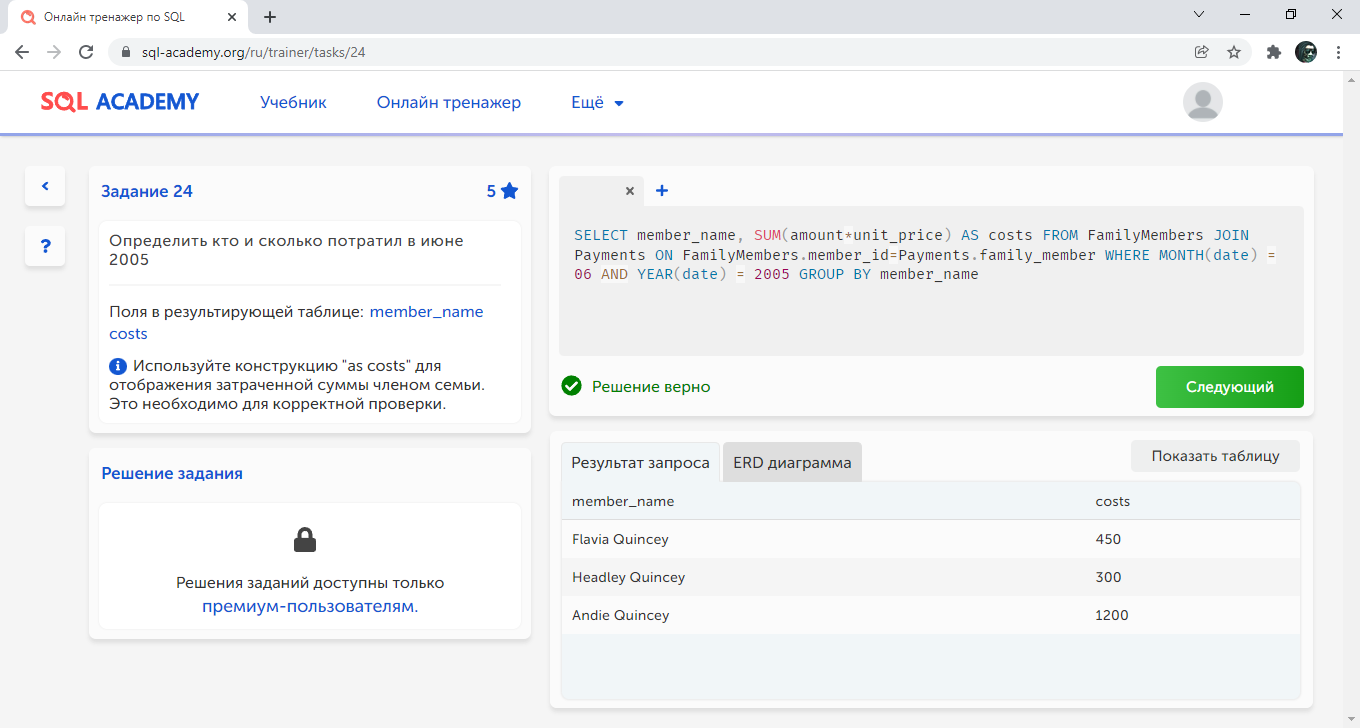 Онлайн тренажер по SQL
sql-academy.org/ru/trainer/tasks/24
SQL ACADEMY
Учебник
Онлайн тренажер
Ещё
Задание 24
5
Определить кто и сколько потратил в июне
2005
Поля в результирующей таблице: member_name
costs
Используйте конструкцию "as costs" для
отображения затраченной суммы членом семьи.
Это необходимо для корректной проверки.
Решение задания
Решения заданий доступны только
премиум-пользователям.
SELECT member_name, SUM(amount*unit_price) AS costs FROM FamilyMembers JOIN
Payments ON FamilyMembers.member_id=Payments.family_member WHERE MONTH(date) =
06 AND YEAR(date) = 2005 GROUP BY member_name
Решение верно
Следующий
Результат запроса
ERD диаграмма
Показать таблицу
member_name costs
Flavia Quincey 450
Headley Quincey 300
Andie Quincey 1200